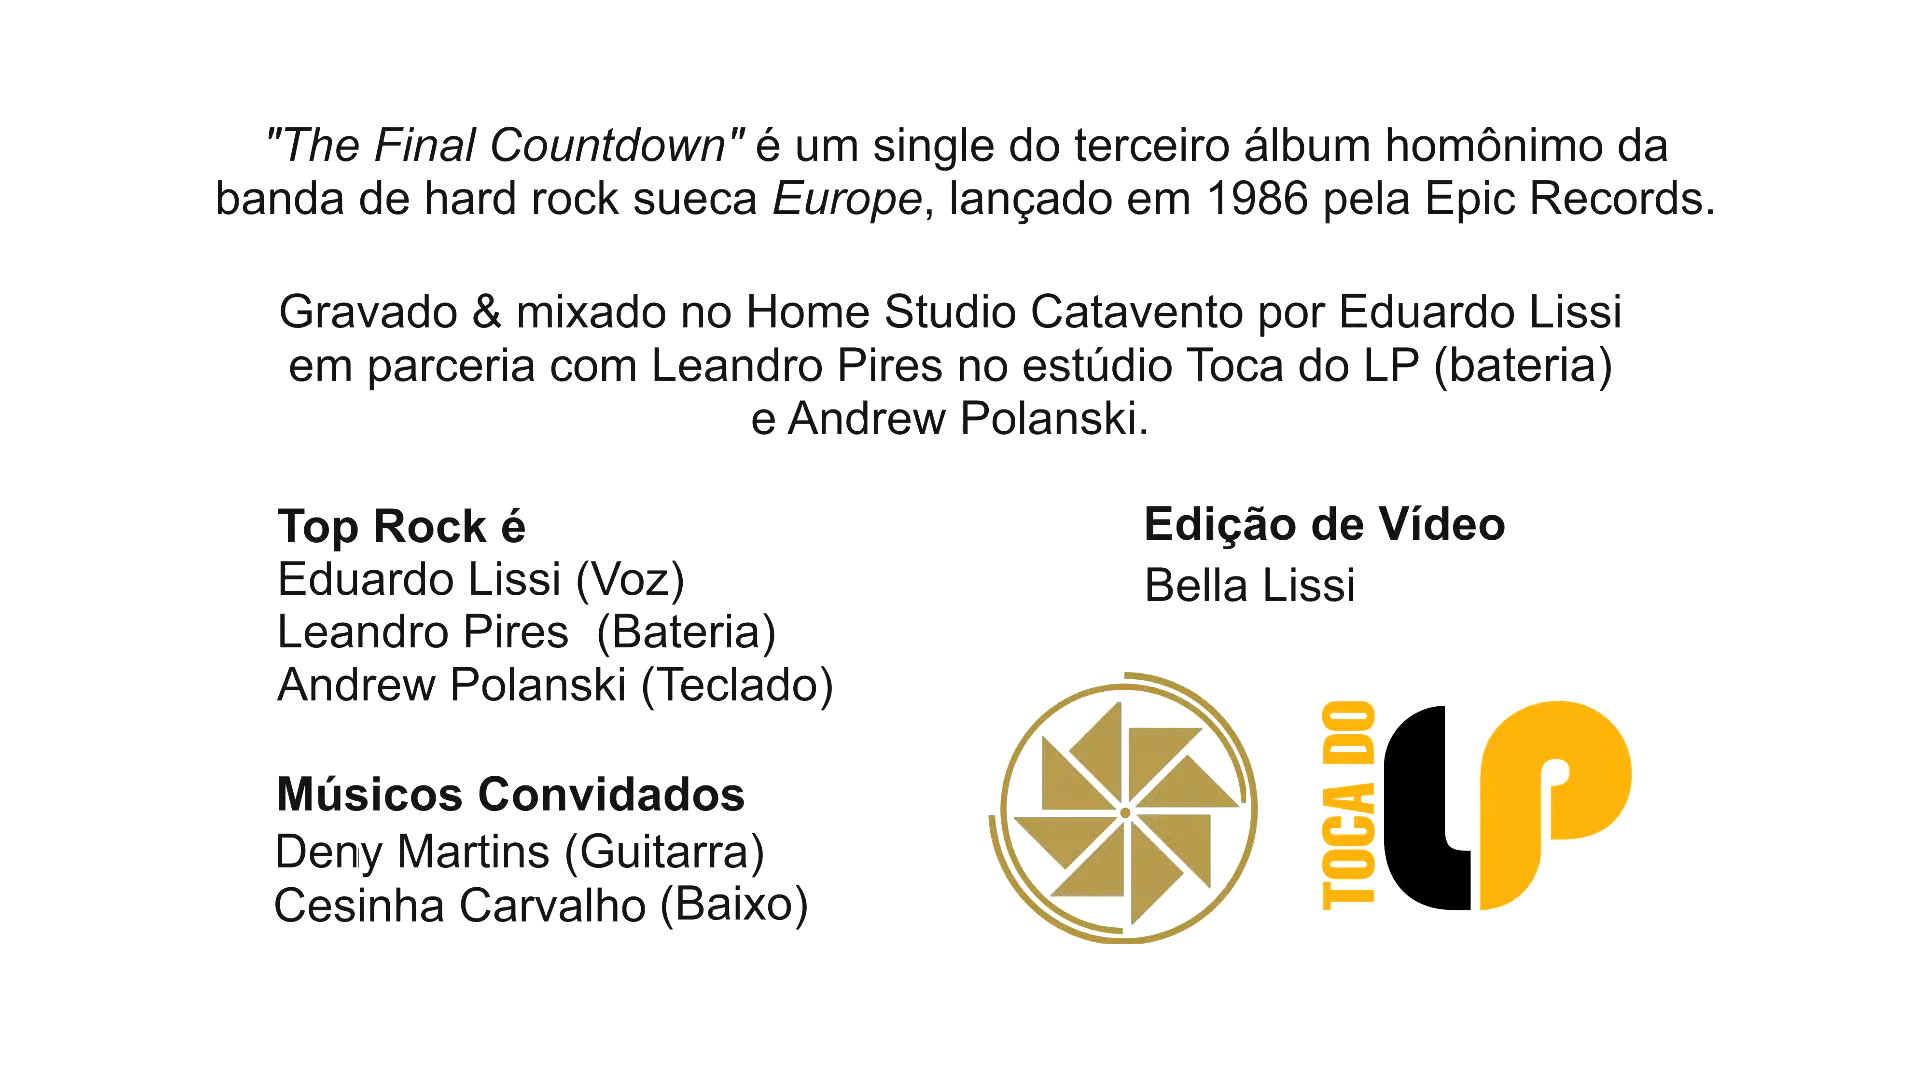 "The Final Countdown" é um single do terceiro álbum homônimo da
banda de hard rock sueca Europe, lançado em 1986 pela Epic Records.
Gravado & mixado no Home Studio Catavento por Eduardo Lissi
em parceria com Leandro Pires no estúdio Toca do LP (bateria)
e Andrew Polanski.
Top Rock é
Eduardo Lissi (Voz)
Leandro Pires (Bateria)
Andrew Polanski (Teclado)
Músicos Convidados
Deny Martins (Guitarra)
Cesinha Carvalho (Baixo)
Edição de Vídeo
Bella Lissi
TOCA DO
LP